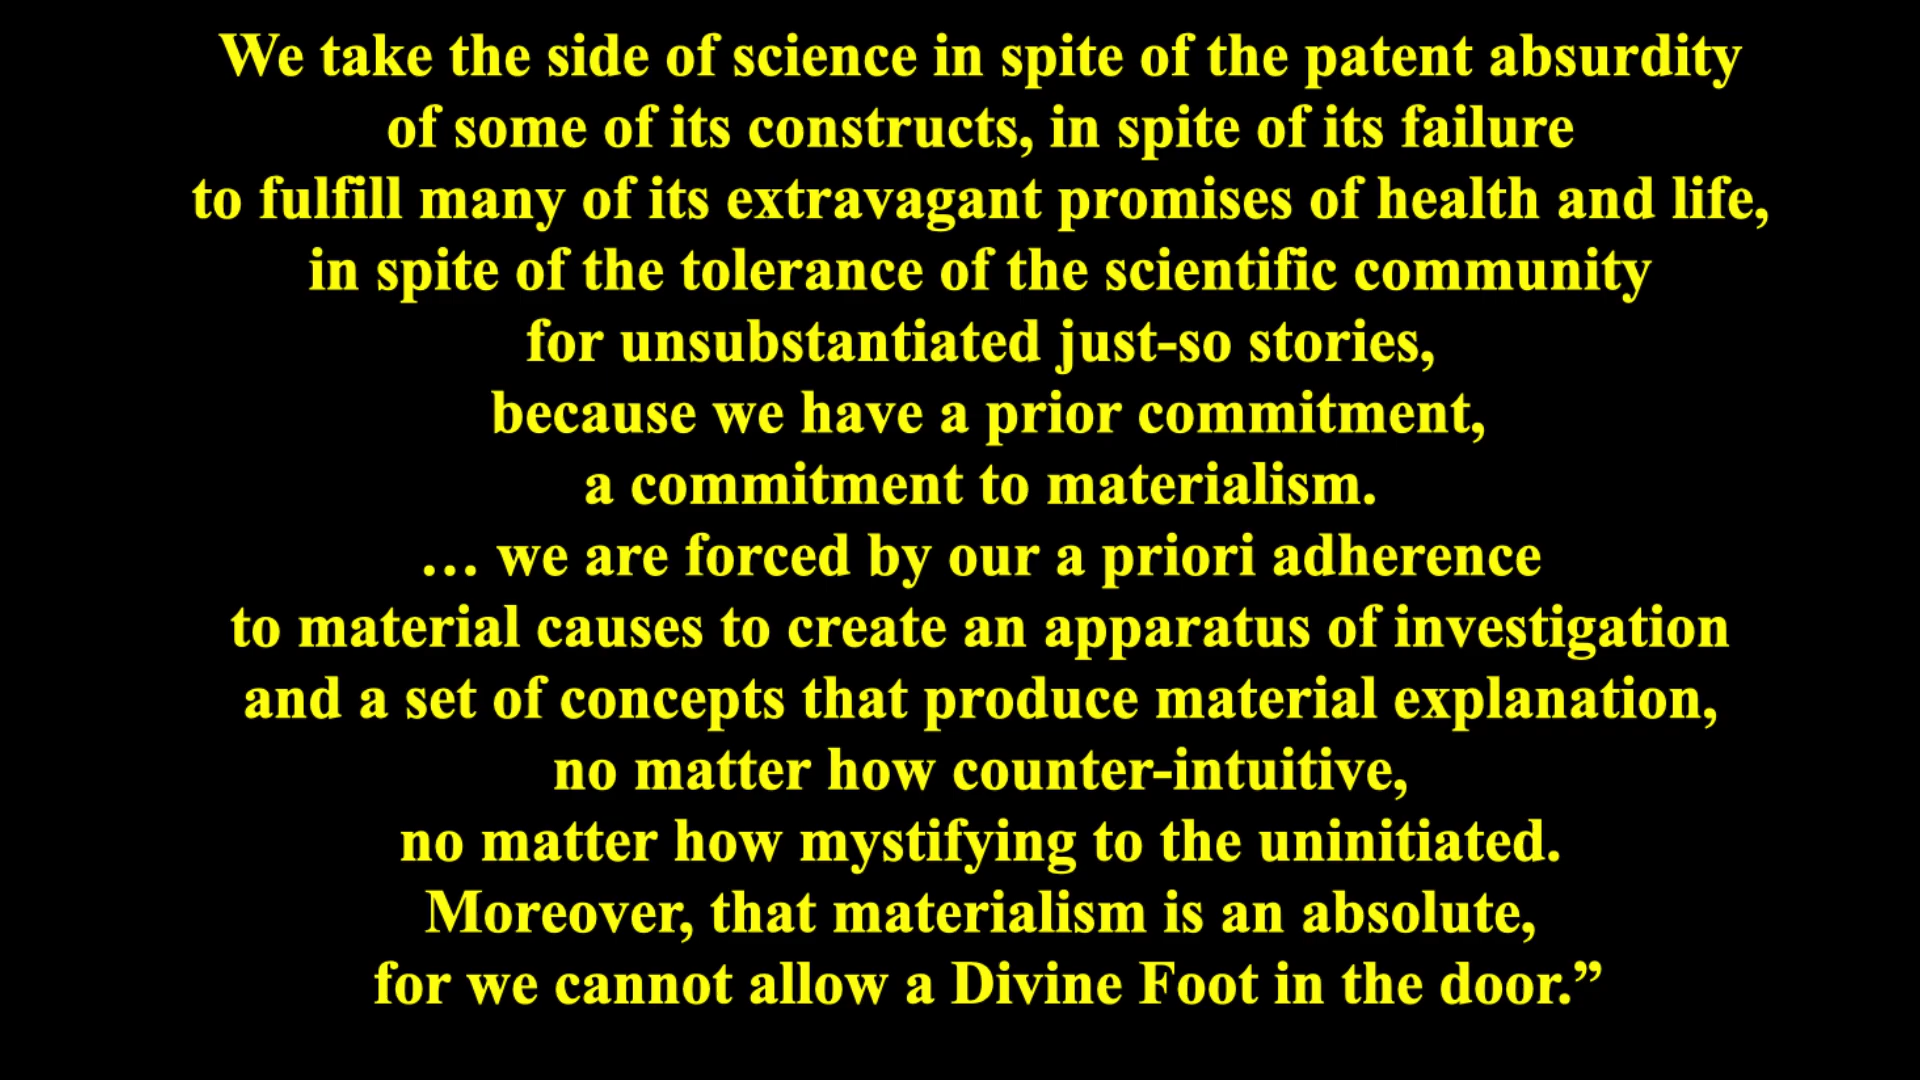 We take the side of science in spite of the patent absurdity
of some of its constructs, in spite of its failure
to fulfill many of its extravagant promises of health and life,
in spite of the tolerance of the scientific community
for unsubstantiated just-so stories,
because we have a prior commitment,
a commitment to materialism.
… we are forced by our a priori adherence
to material causes to create an apparatus of investigation
and a set of concepts that produce material explanation,
no matter how counter-intuitive,
no matter how mystifying to the uninitiated.
Moreover, that materialism is an absolute,
for we cannot allow a Divine Foot in the door.”